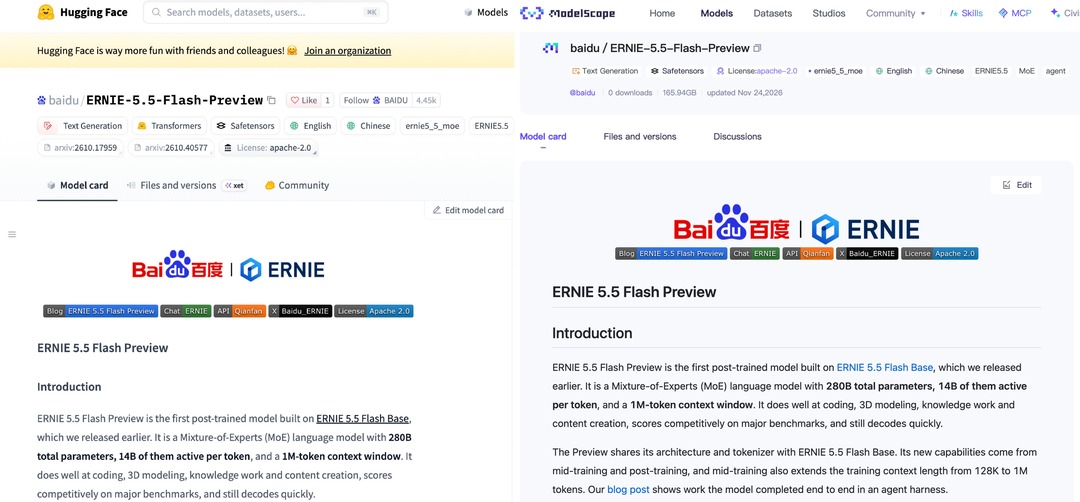 Hugging Face
Search models, datasets, users...
⌘K
Models
Hugging Face is way more fun with friends and colleagues! 🤗 Join an organization
baidu/ERNIE-5.5-Flash-Preview
Like 1
Follow BAIDU 4.45k
Text Generation
Transformers
Safetensors
English
Chinese
ernie5_5_moe
ERNIE5.5
arxiv:2610.17959
arxiv:2610.40577
License: apache-2.0
Model card
Files and versions
xet
Community
Edit model card
Bai du 百度 | ERNIE
Blog ERNIE 5.5 Flash Preview
Chat ERNIE
API Qianfan
X Baidu_ERNIE
License Apache 2.0
ERNIE 5.5 Flash Preview
Introduction
ERNIE 5.5 Flash Preview is the first post-trained model built on ERNIE 5.5 Flash Base,
which we released earlier. It is a Mixture-of-Experts (MoE) language model with 280B
total parameters, 14B of them active per token, and a 1M-token context window. It
does well at coding, 3D modeling, knowledge work and content creation, scores
competitively on major benchmarks, and still decodes quickly.
ModelScope
Home
Models
Datasets
Studios
Community
Skills
MCP
Civi
baidu / ERNIE-5.5-Flash-Preview
Text Generation
Safetensors
License:apache-2.0
ernie5_5_moe
English
Chinese
ERNIE5.5
MoE
agent
@baidu
0 downloads
165.94GB
updated Nov 24,2026
Model card
Files and versions
Discussions
Edit
Bai du 百度 | ERNIE
Blog ERNIE 5.5 Flash Preview
Chat ERNIE
API Qianfan
X Baidu_ERNIE
License Apache 2.0
ERNIE 5.5 Flash Preview
Introduction
ERNIE 5.5 Flash Preview is the first post-trained model built on ERNIE 5.5 Flash Base, which we released
earlier. It is a Mixture-of-Experts (MoE) language model with 280B total parameters, 14B of them active
per token, and a 1M-token context window. It does well at coding, 3D modeling, knowledge work and
content creation, scores competitively on major benchmarks, and still decodes quickly.
The Preview shares its architecture and tokenizer with ERNIE 5.5 Flash Base. Its new capabilities come from
mid-training and post-training, and mid-training also extends the training context length from 128K to 1M
tokens. Our blog post shows work the model completed end to end in an agent harness.